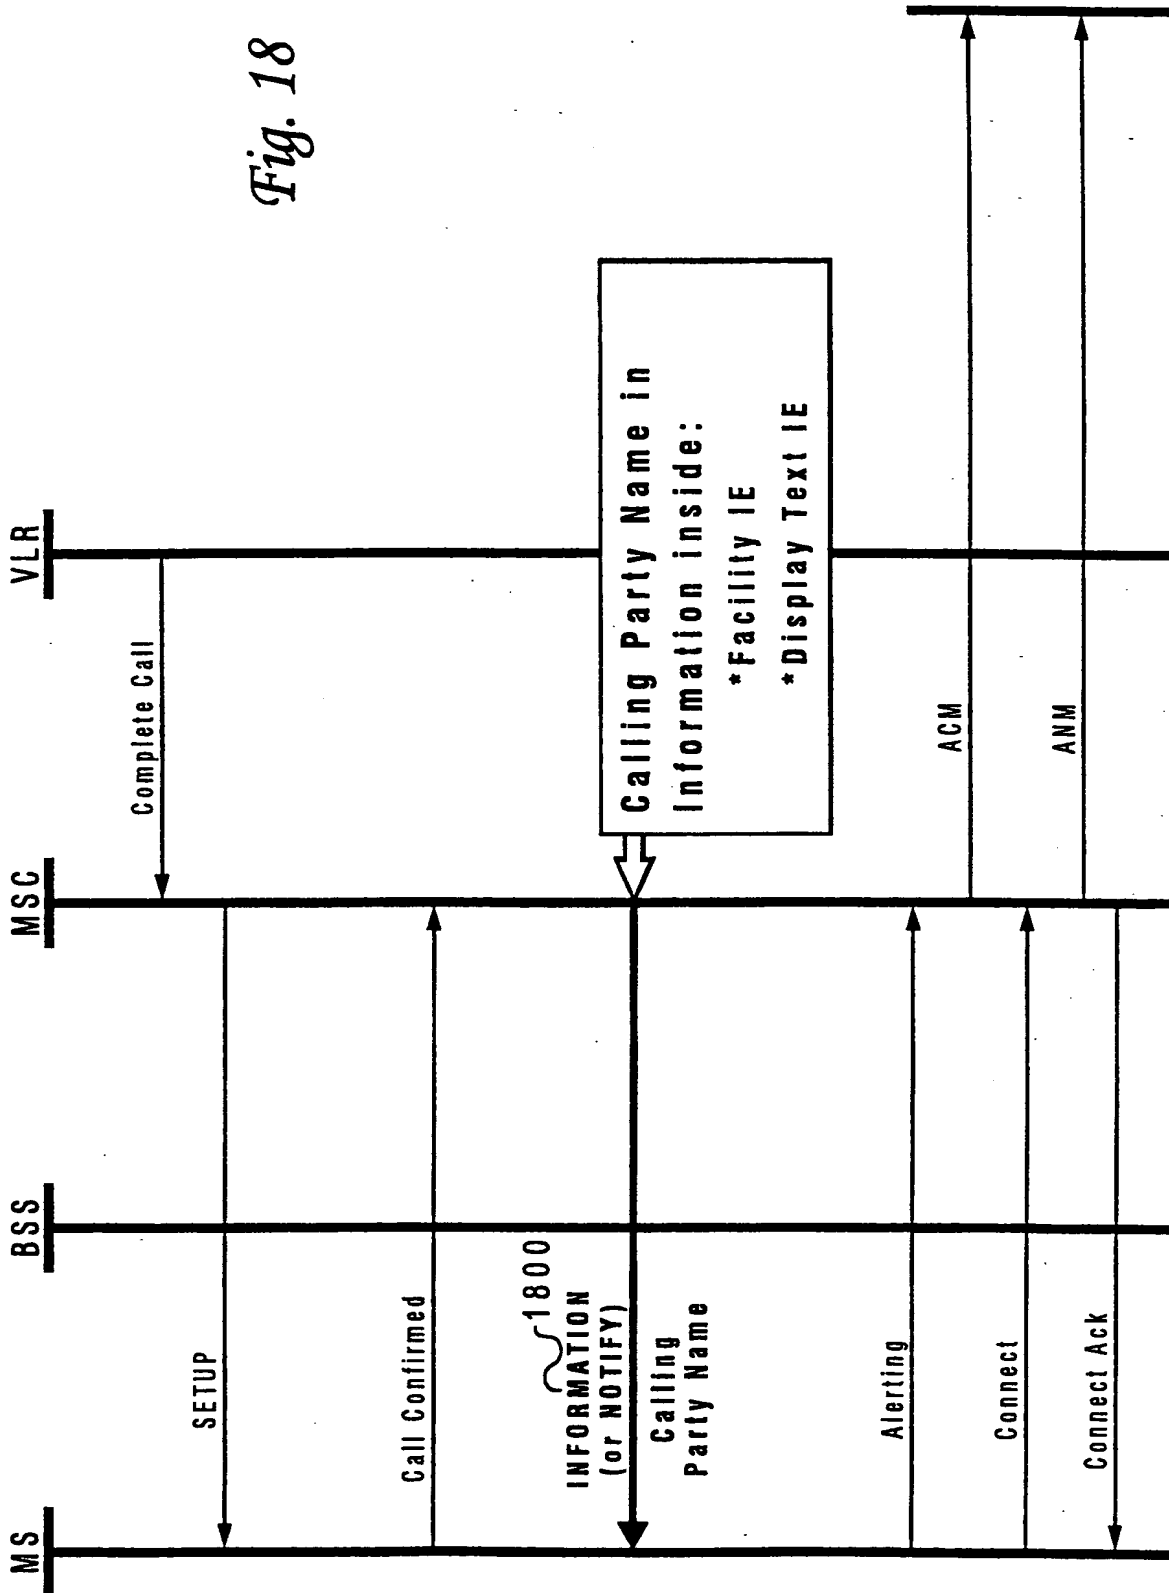 MS
BSS
MSC
VLR
Complete Call
SETUP
Call Confirmed
1800
INFORMATION
(or NOTIFY)
Calling
Party Name
Calling Party Name in
Information inside:
*Facility IE
*Display Text IE
Alerting
ACM
Connect
ANM
Connect Ack
Fig. 18